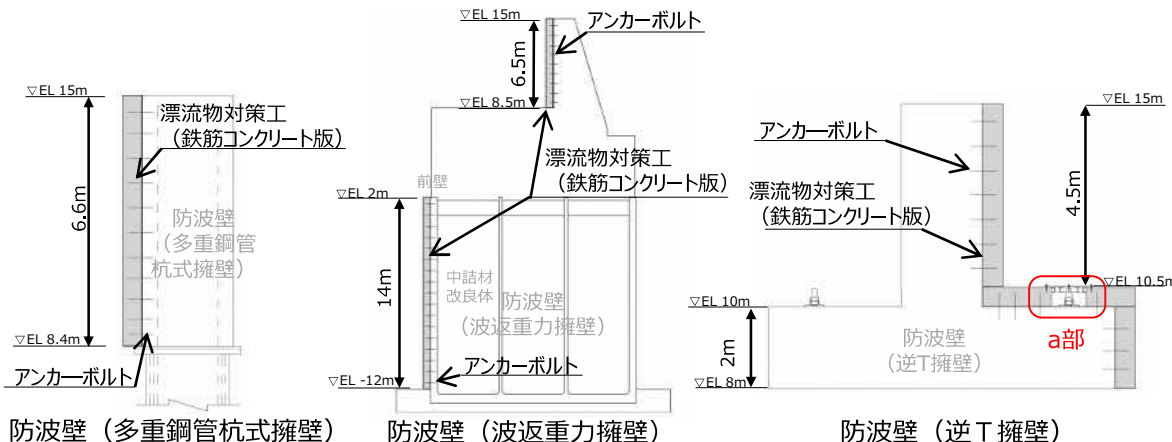 ▽EL 15m
漂流物対策工
（鉄筋コンクリート版）
6.6m
防波壁
（多重鋼管
杭式擁壁）
▽EL 8.4m
アンカーボルト
防波壁（多重鋼管杭式擁壁）
▽EL 15m
アンカーボルト
6.5m
▽EL 8.5m
漂流物対策工
（鉄筋コンクリート版）
前壁
▽EL 2m
14m
中詰材
改良体
防波壁
（波返重力擁壁）
アンカーボルト
▽EL -12m
防波壁（波返重力擁壁）
▽EL 15m
アンカーボルト
漂流物対策工
（鉄筋コンクリート版）
4.5m
▽EL 10.5m
▽EL 10m
a部
防波壁
（逆T擁壁）
2m
▽EL 8m
防波壁（逆Ｔ擁壁）